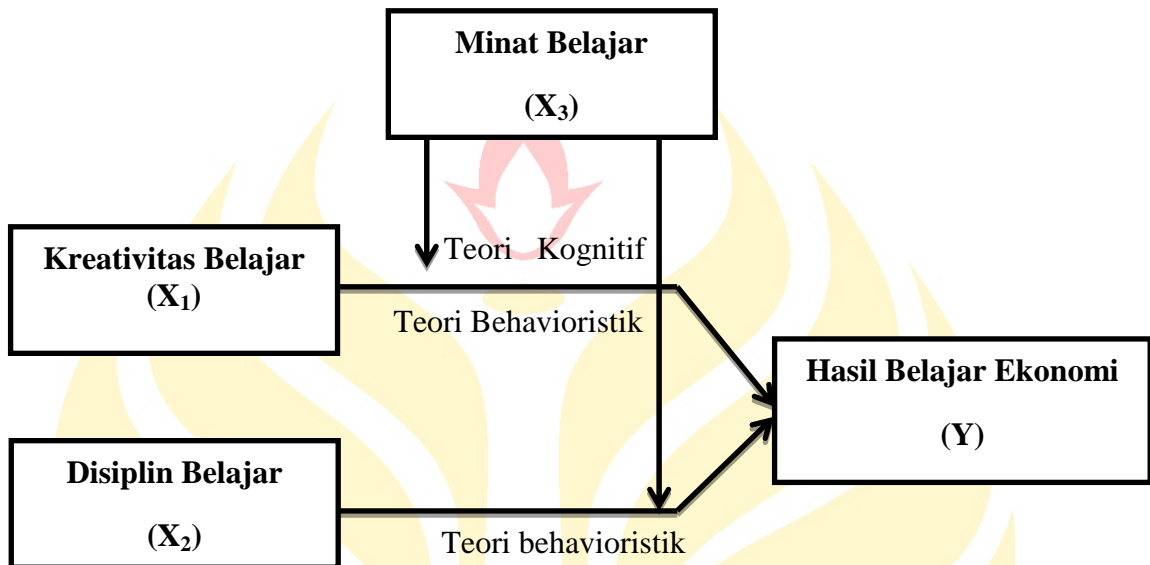 Minat Belajar
(X₃)
Teori Kognitif
Kreativitas Belajar
(X₁)
Teori Behavioristik
Hasil Belajar Ekonomi
(Y)
Disiplin Belajar
(X₂)
Teori behavioristik